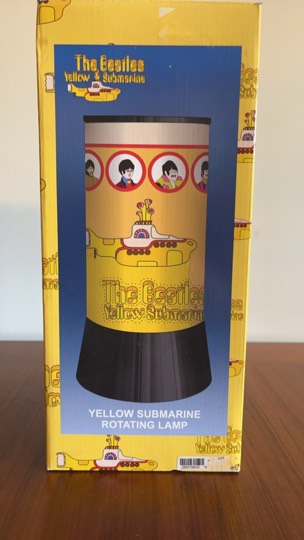 The Beatles
Yellow Submarine
The Beatles
Yellow Submarine
YELLOW SUBMARINE
ROTATING LAMP